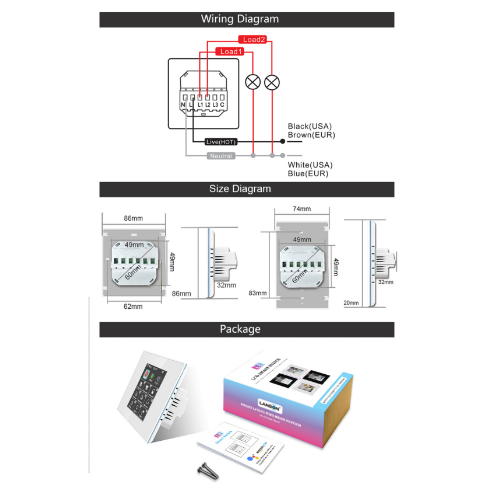 Wiring Diagram
Load2
Load1
N L L1 L2 L3 C
Black(USA)
Brown(EUR)
Live(HOT)
Neutral
White(USA)
Blue(EUR)
Size Diagram
86mm
49mm
60mm
49mm
62mm
86mm
32mm
74mm
49mm
60mm
49mm
83mm
20mm
32mm
Package
LANBON